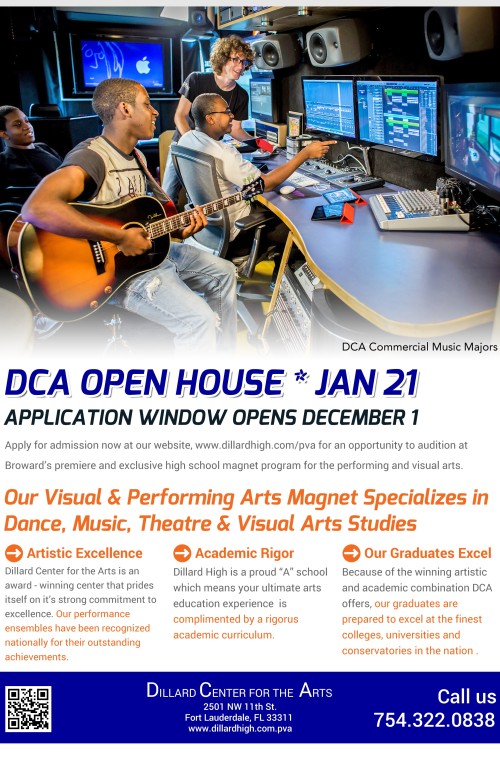 DCA Commercial Music Majors
DCA OPEN HOUSE * JAN 21
APPLICATION WINDOW OPENS DECEMBER 1
Apply for admission now at our website, www.dillardhigh.com/pva for an opportunity to audition at
Broward's premiere and exclusive high school magnet program for the performing and visual arts.
Our Visual & Performing Arts Magnet Specializes in
Dance, Music, Theatre & Visual Arts Studies
Artistic Excellence
Dillard Center for the Arts is an
award - winning center that prides
itself on it's strong commitment to
excellence. Our performance
ensembles have been recognized
nationally for their outstanding
achievements.
Academic Rigor
Dillard High is a proud "A" school
which means your ultimate arts
education experience is
complimented by a rigorus
academic curriculum.
Our Graduates Excel
Because of the winning artistic
and academic combination DCA
offers, our graduates are
prepared to excel at the finest
colleges, universities and
conservatories in the nation .
DILLARD CENTER FOR THE ARTS
2501 NW 11th St.
Fort Lauderdale, FL 33311
www.dillardhigh.com.pva
Call us
754.322.0838